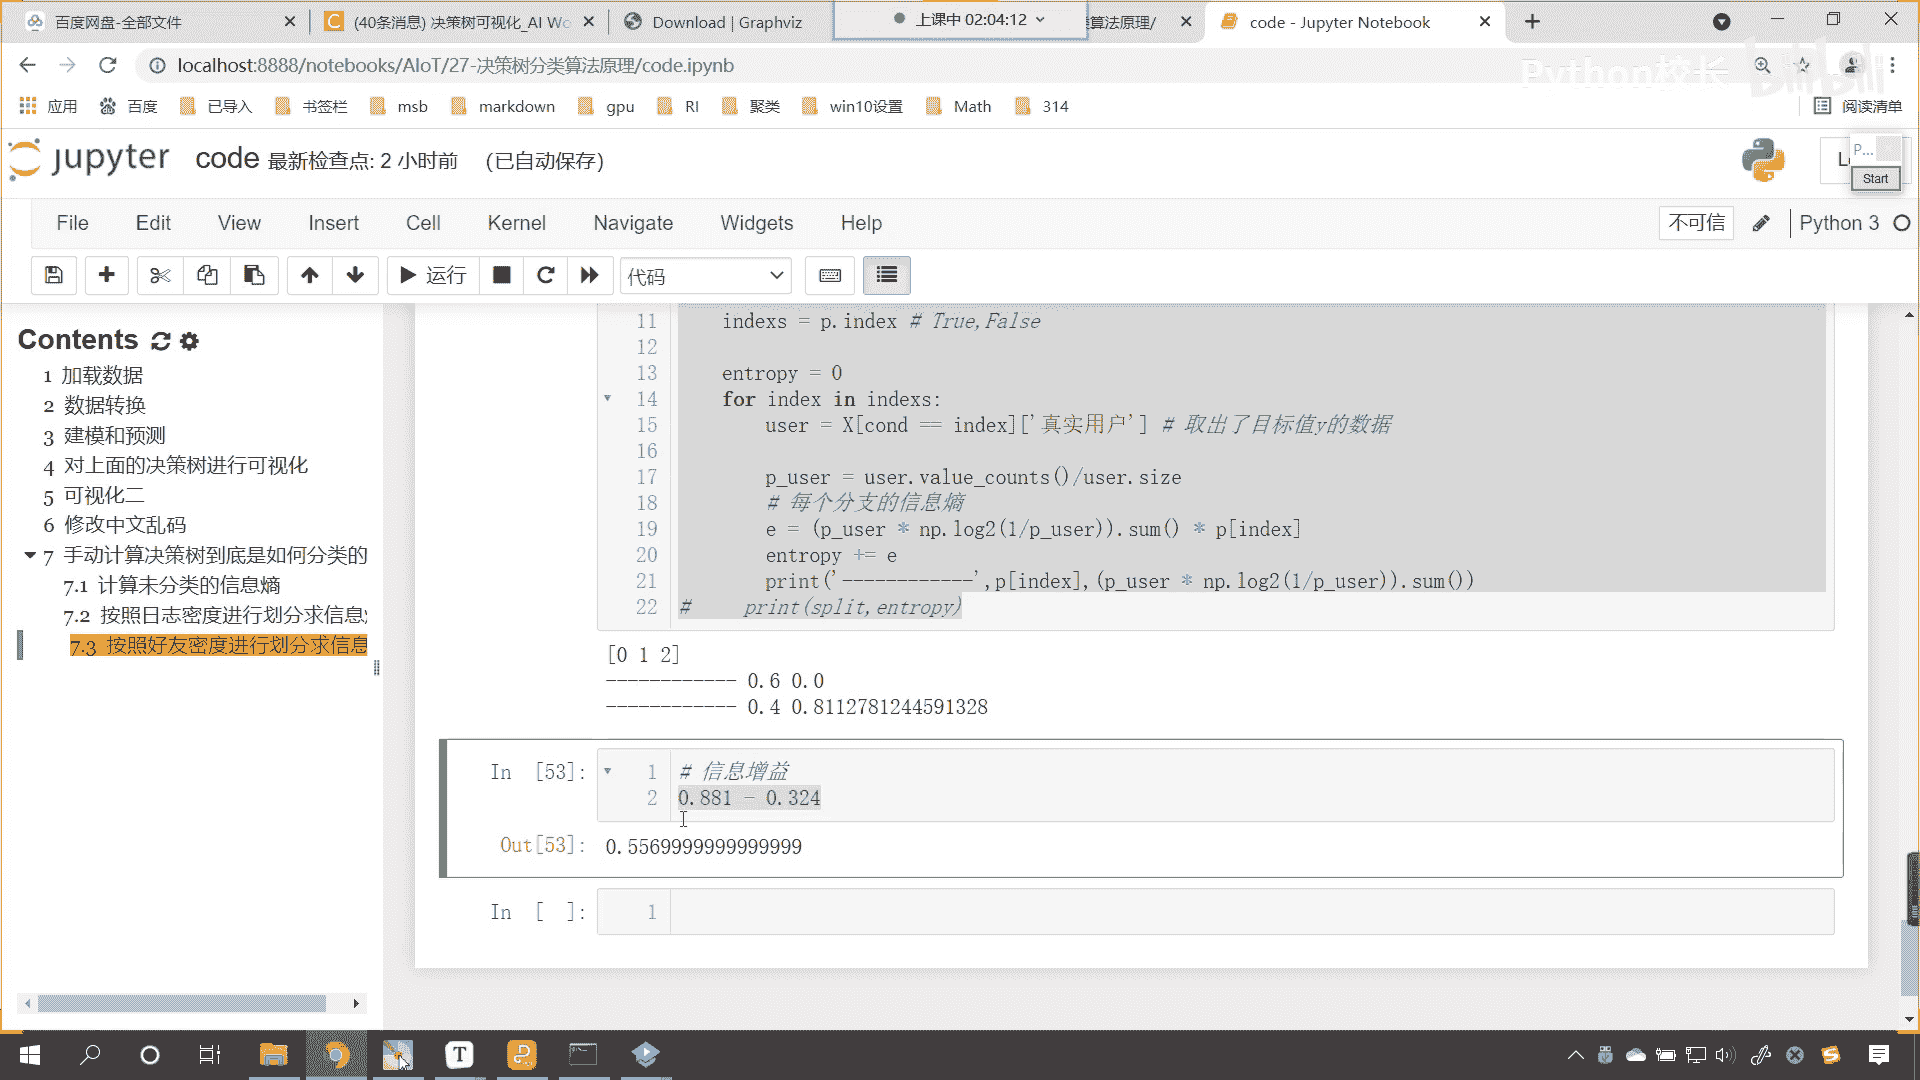 百度网盘-全部文件
(40条消息) 决策树可视化_AI Wo
Download | Graphviz
上课中 02:04:12
算法原理/
code - Jupyter Notebook
localhost:8888/notebooks/AIoT/27-决策树分类算法原理/code.ipynb
Python校长
bilibili
应用 百度 已导入 书签栏 msb markdown gpu RI 聚类 win10设置 Math 314 阅读清单
jupyter code 最新检查点: 2 小时前 (已自动保存)
P...
Start
File Edit View Insert Cell Kernel Navigate Widgets Help 不可信 Python 3
运行 代码
Contents
1 加载数据
2 数据转换
3 建模和预测
4 对上面的决策树进行可视化
5 可视化二
6 修改中文乱码
7 手动计算决策树到底是如何分类的
7.1 计算未分类的信息熵
7.2 按照日志密度进行划分求信息
7.3 按照好友密度进行划分求信息
11 indexs = p.index # True,False
12
13 entropy = 0
14 for index in indexs:
15 user = X[cond == index]['真实用户'] # 取出了目标值y的数据
16
17 p_user = user.value_counts()/user.size
18 # 每个分支的信息熵
19 e = (p_user * np.log2(1/p_user)).sum() * p[index]
20 entropy += e
21 print('------------',p[index],(p_user * np.log2(1/p_user)).sum())
22 # print(split,entropy)
[0 1 2]
------------ 0.6 0.0
------------ 0.4 0.8112781244591328
In [53]: 1 # 信息增益
2 0.881 - 0.324
Out[53]: 0.5569999999999999
In [ ]: 1